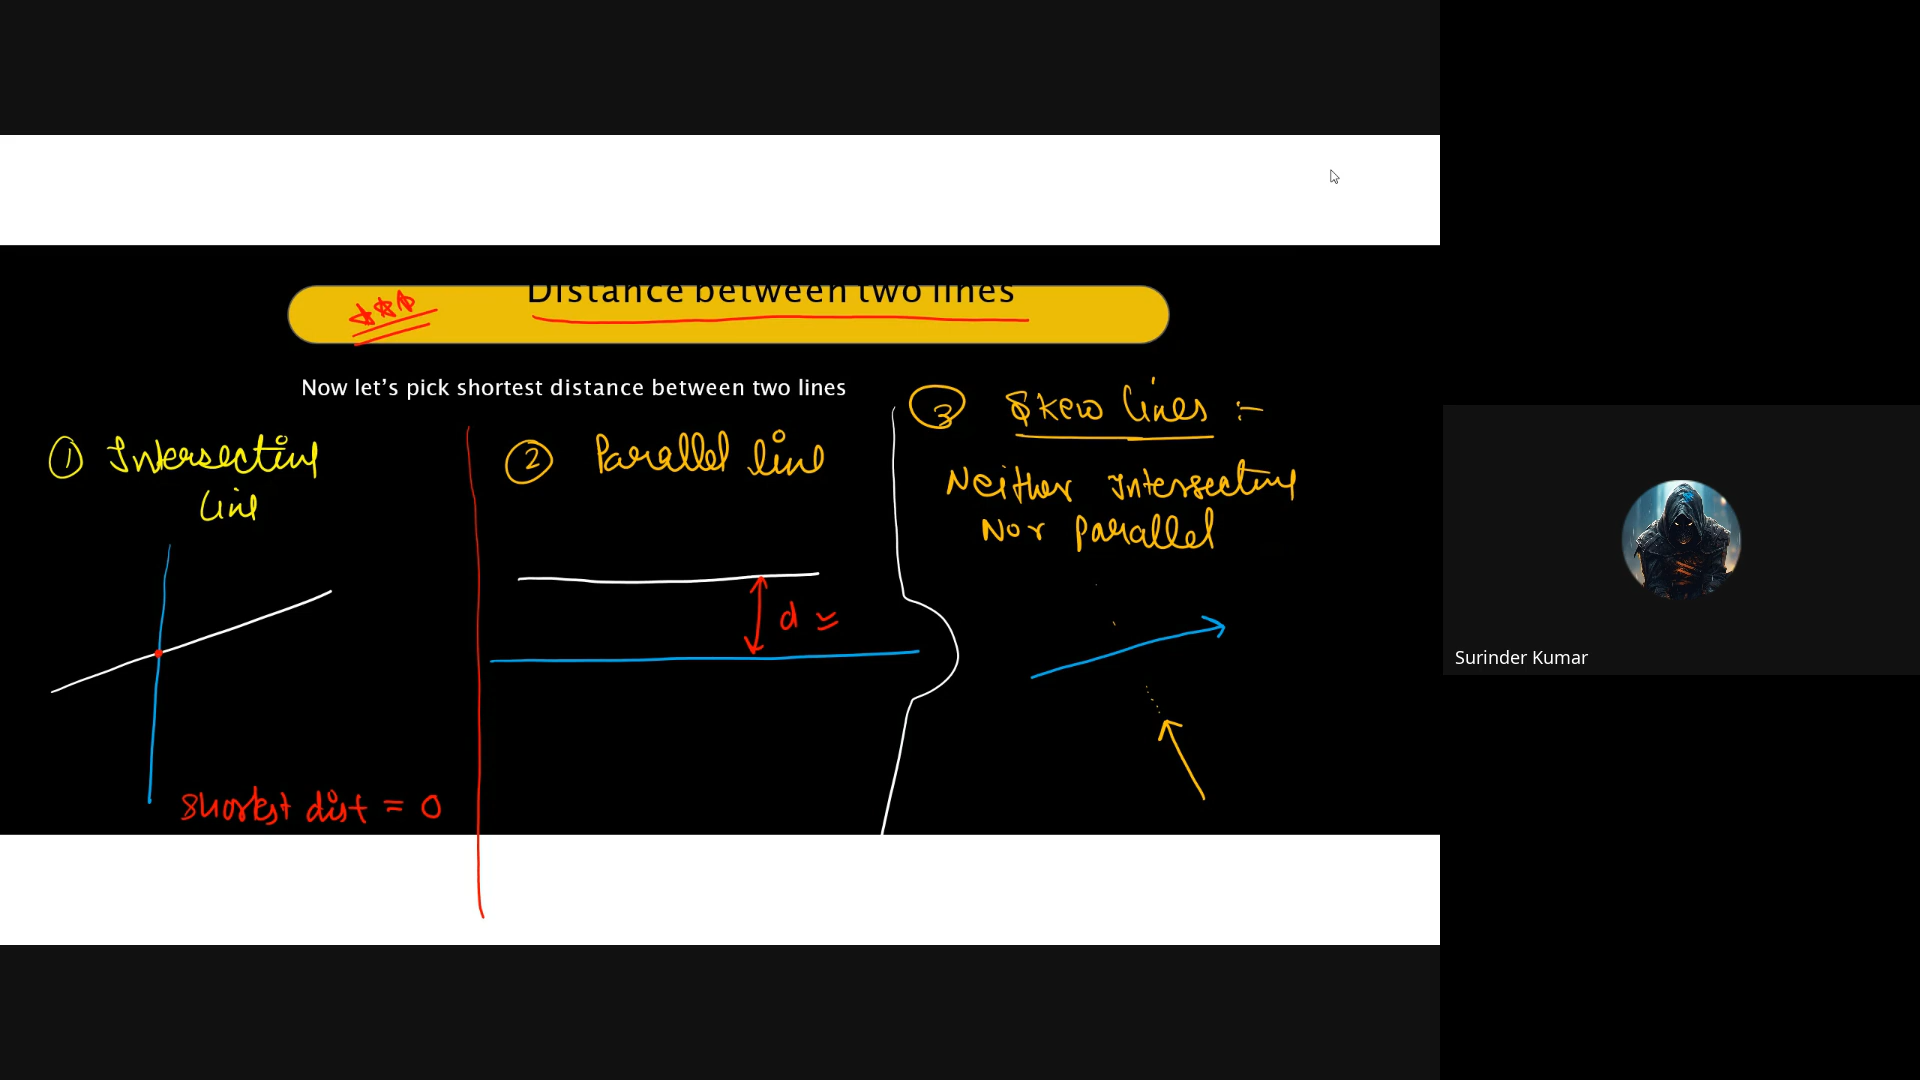 Distance between two lines
Now let's pick shortest distance between two lines
① Intersecting
Line
② Parallel line
d =
③ Skew lines :-
Neither Intersecting
Nor Parallel
Shortest dist = 0
Surinder Kumar